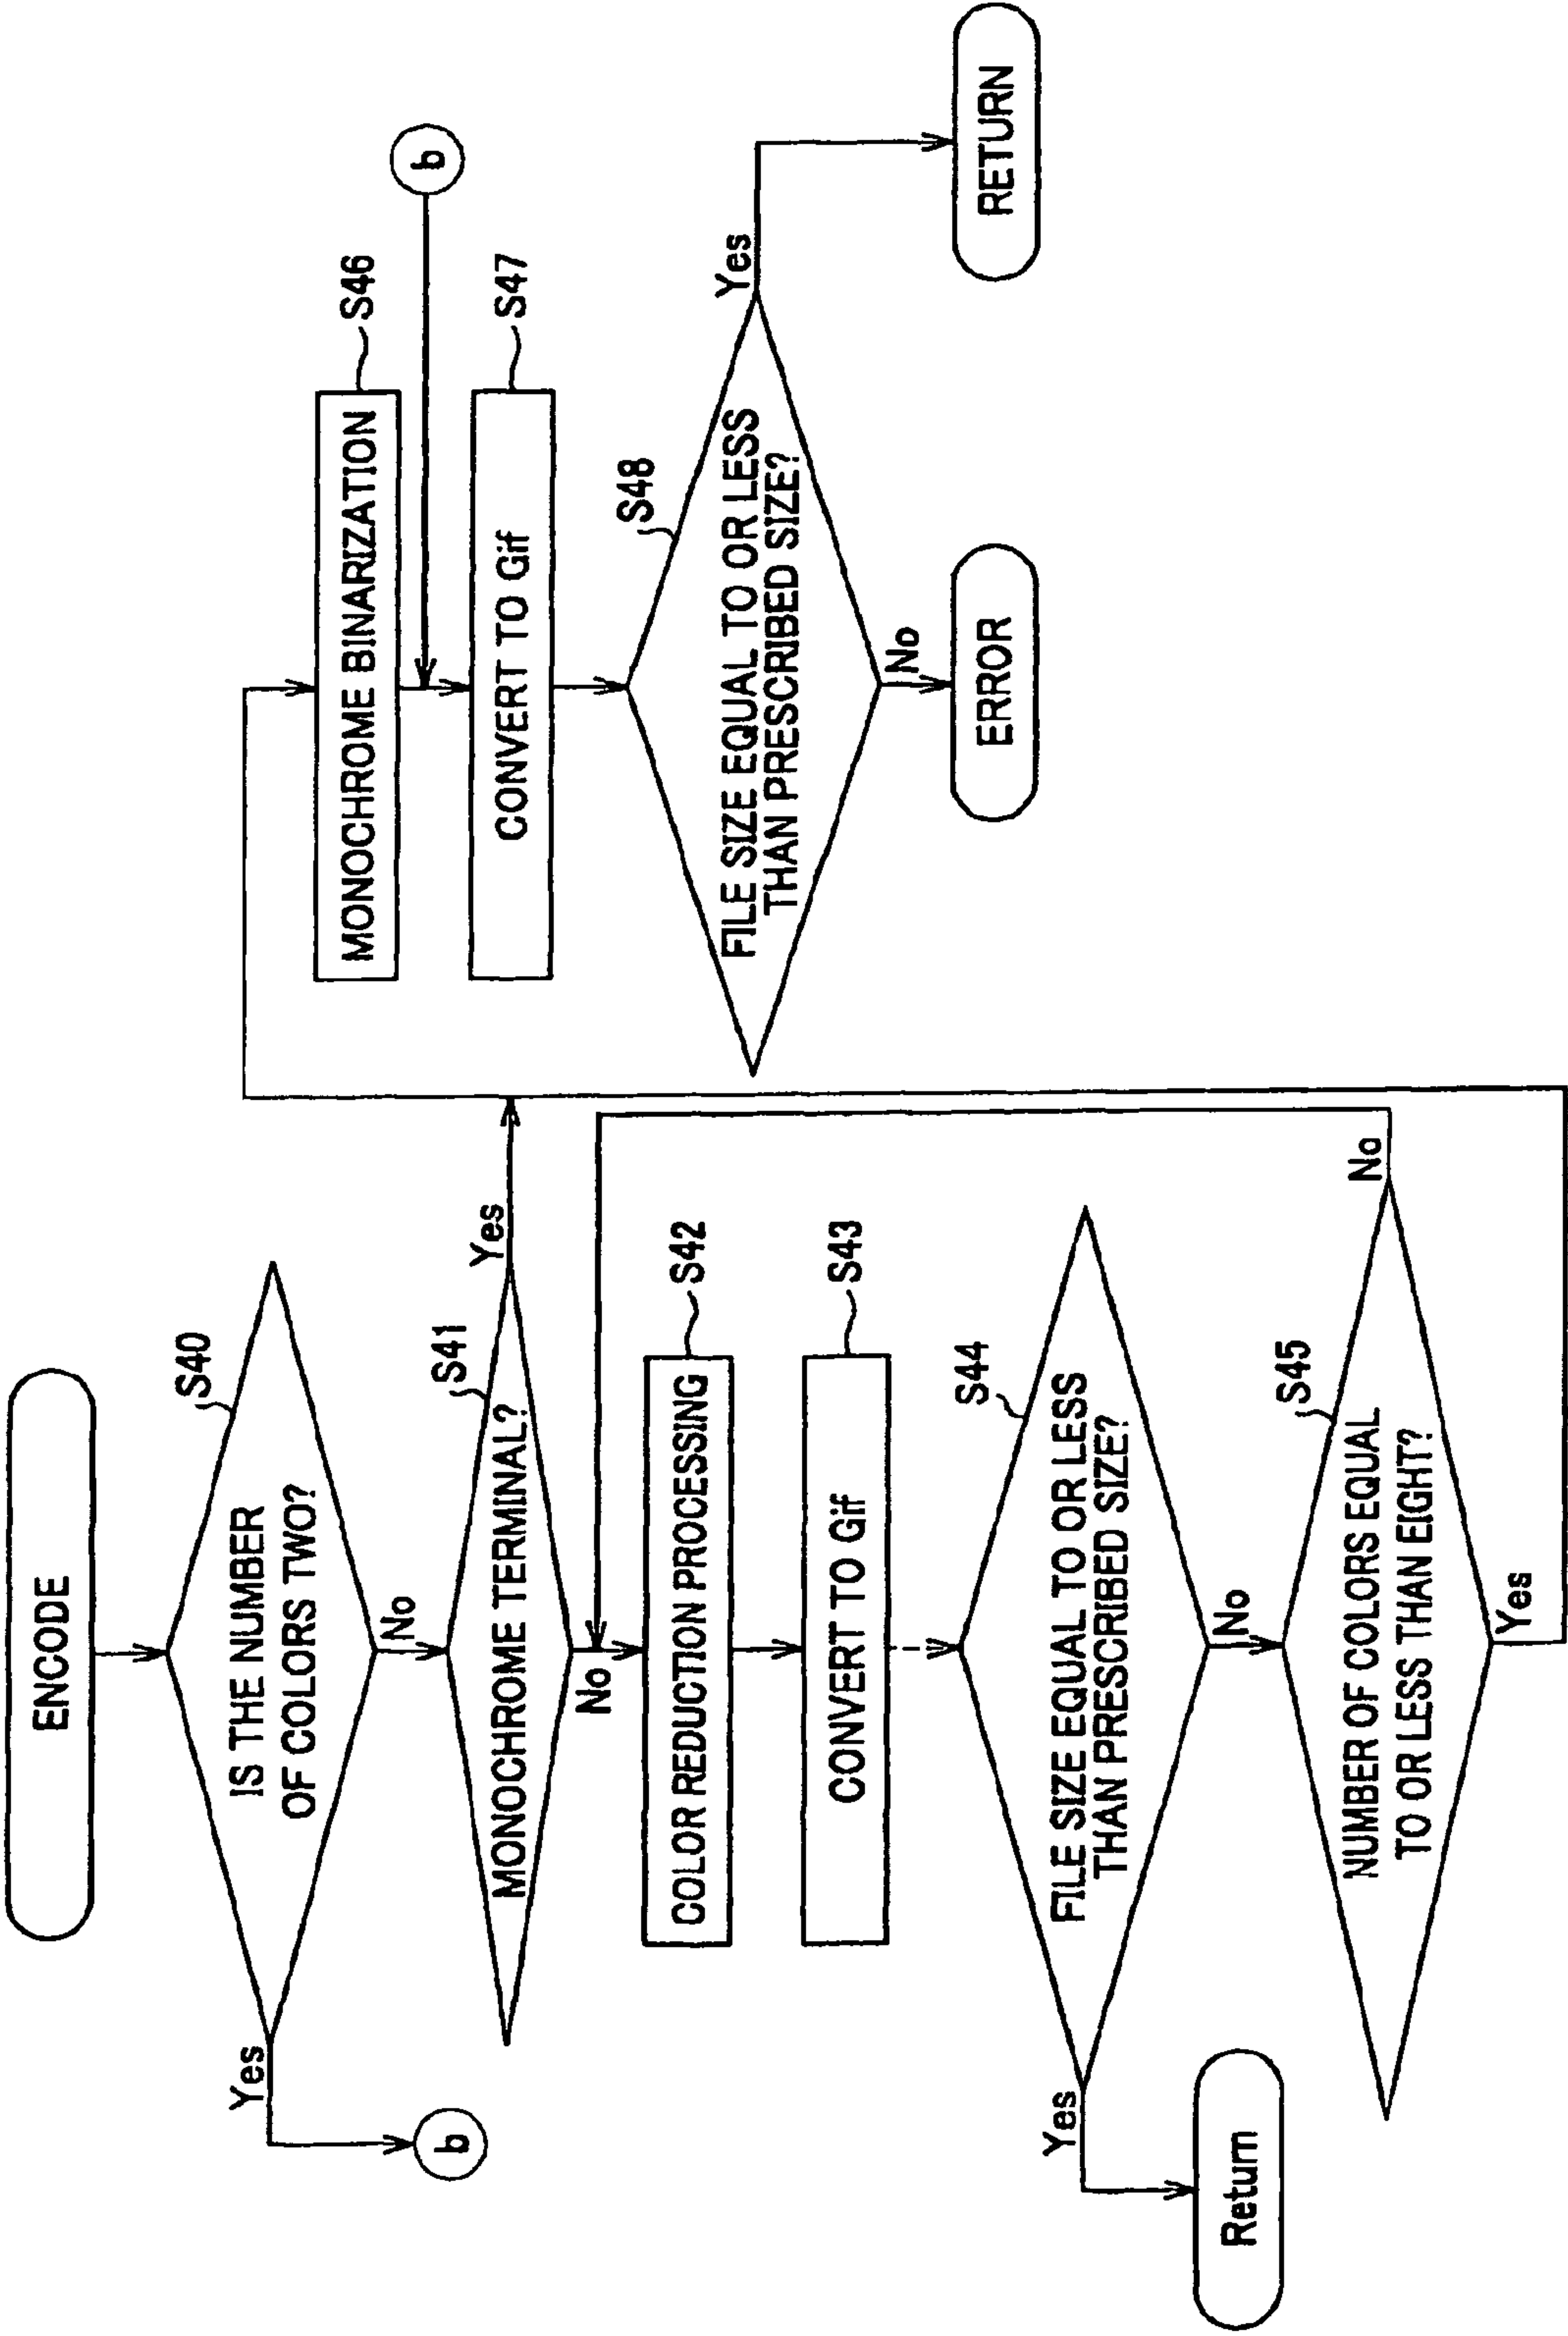 ENCODE
S40
IS THE NUMBER
OF COLORS TWO?
Yes
b
No
S41
MONOCHROME TERMINAL?
Yes
No
S42
COLOR REDUCTION PROCESSING
S43
CONVERT TO Gif
S44
FILE SIZE EQUAL TO OR LESS
THAN PRESCRIBED SIZE?
Yes
Return
No
S45
NUMBER OF COLORS EQUAL
TO OR LESS THAN EIGHT?
No
Yes
S46
MONOCHROME BINARIZATION
b
S47
CONVERT TO Gif
S48
FILE SIZE EQUAL TO OR LESS
THAN PRESCRIBED SIZE?
Yes
RETURN
No
ERROR